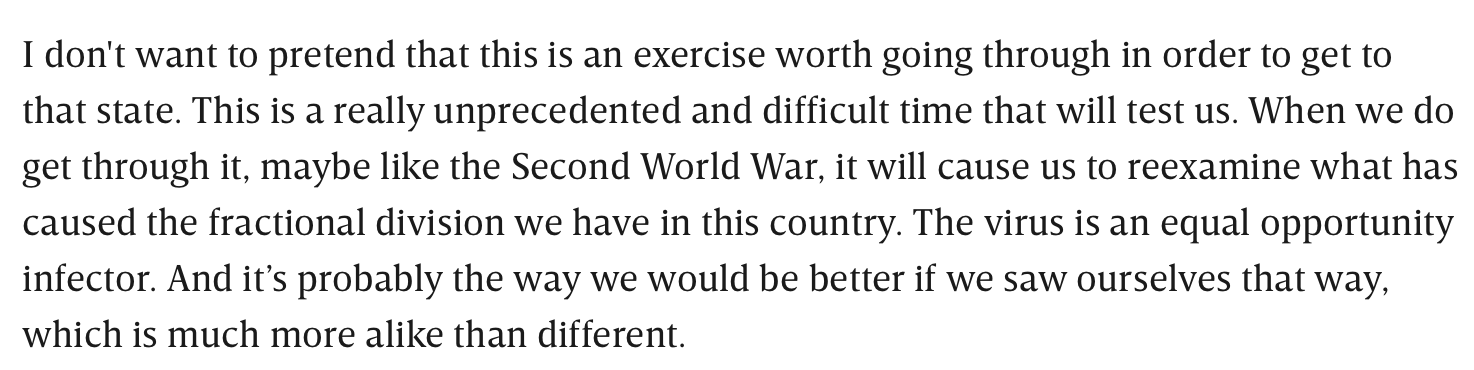 I don't want to pretend that this is an exercise worth going through in order to get to
that state. This is a really unprecedented and difficult time that will test us. When we do
get through it, maybe like the Second World War, it will cause us to reexamine what has
caused the fractional division we have in this country. The virus is an equal opportunity
infector. And it’s probably the way we would be better if we saw ourselves that way,
which is much more alike than different.